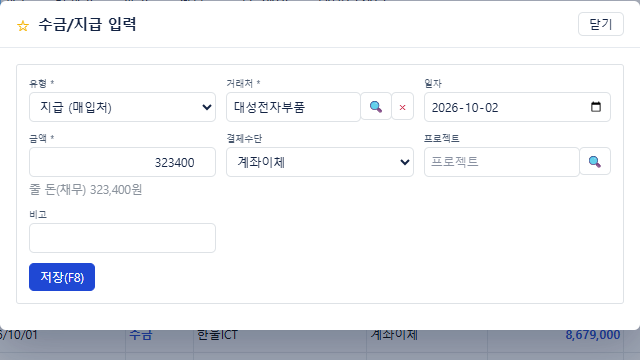 ☆ 수금/지급 입력
닫기
유형 * 거래처 * 일자
지급 (매입처) 대성전자부품 × 2026-10-02
금액 * 결제수단 프로젝트
323400 계좌이체 프로젝트
줄 돈(채무) 323,400원
비고
저장(F8)
/10/01 수금 한울ICT 계좌이체 8,679,000